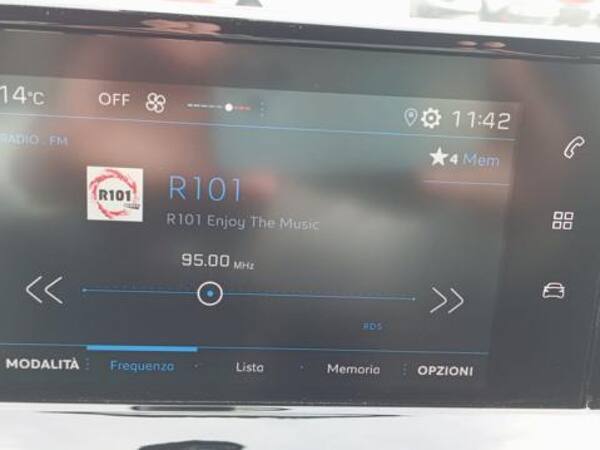 14°C OFF 11:42
RADIO . FM
★4 Mem
R101
R101
R101 Enjoy The Music
95.00 MHz
RDS
MODALITÀ Frequenza Lista Memoria OPZIONI